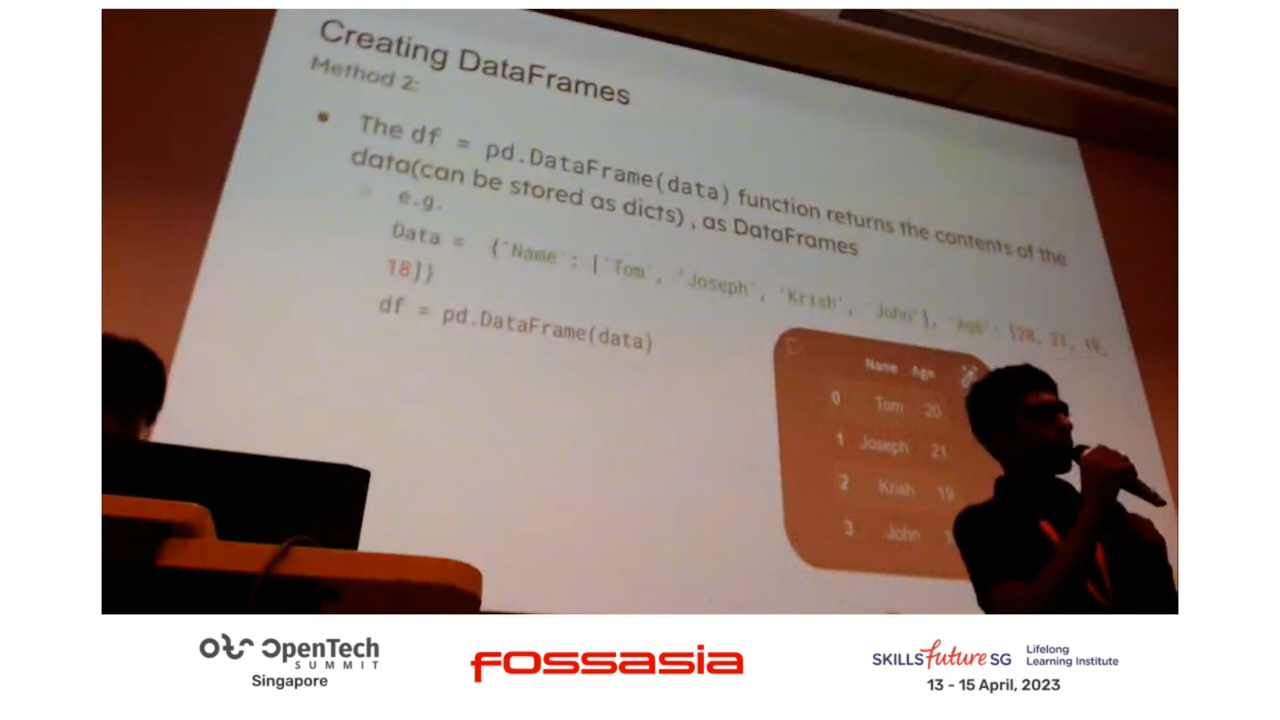 Creating DataFrames
Method 2:
The df = pd.DataFrame(data) function returns the contents of the
data(can be stored as dicts) , as DataFrames
e.g.
Data = {'Name': ['Tom', 'Joseph', 'Krish', 'John'], 'Age': [20, 21, 19,
18]}
df = pd.DataFrame(data)
Name Age
0 Tom 20
1 Joseph 21
2 Krish 19
3 John
OpenTech
SUMMIT
Singapore
fossasia
SKILLS future SG
Lifelong
Learning Institute
13 - 15 April, 2023